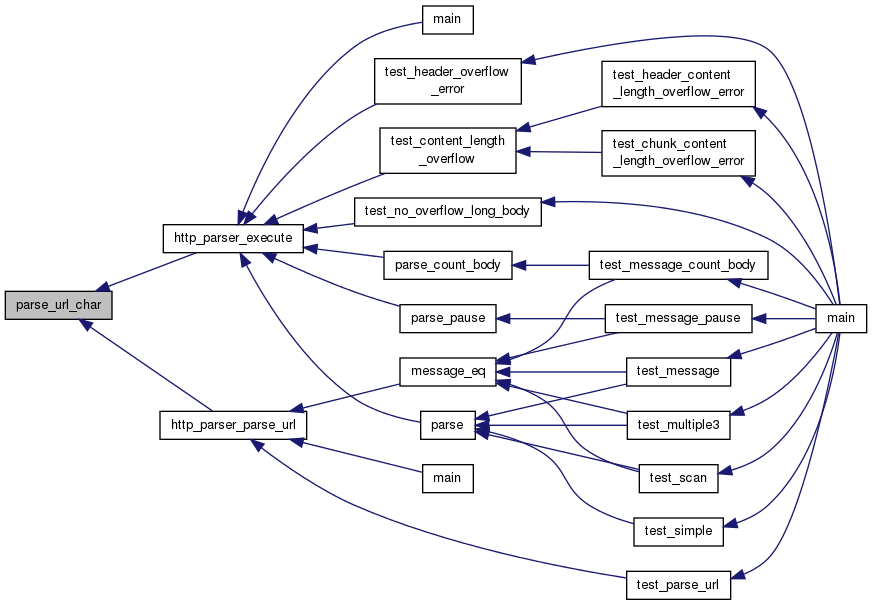 main
test_header_overflow
_error
test_header_content
_length_overflow_error
test_content_length
_overflow
test_chunk_content
_length_overflow_error
test_no_overflow_long_body
http_parser_execute
parse_count_body
test_message_count_body
parse_url_char
parse_pause
test_message_pause
main
message_eq
test_message
http_parser_parse_url
parse
test_multiple3
main
test_scan
test_simple
test_parse_url